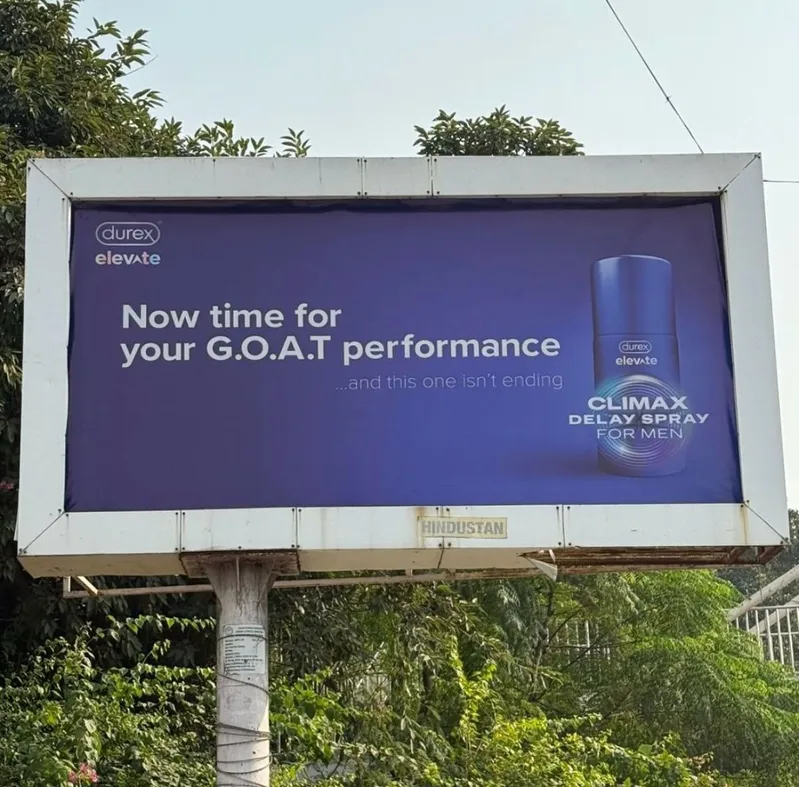 durex
elevate
Now time for
your G.O.A.T performance
...and this one isn't ending
durex
elevate
CLIMAX
DELAY SPRAY
FOR MEN
HINDUSTAN